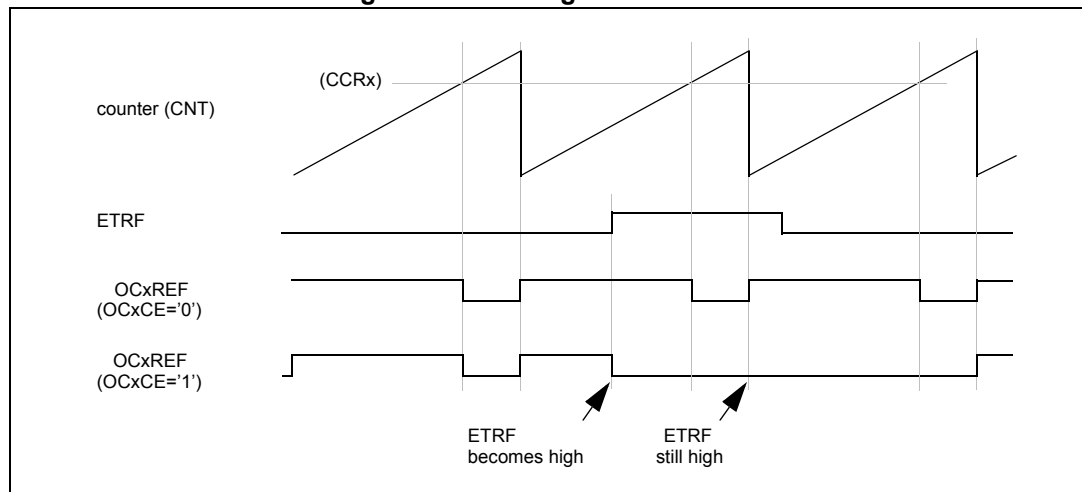 (CCRx)
counter (CNT)
ETRF
OCxREF
(OCxCE=’0’)
OCxREF
(OCxCE=’1’)
ETRF
becomes high
ETRF
still high